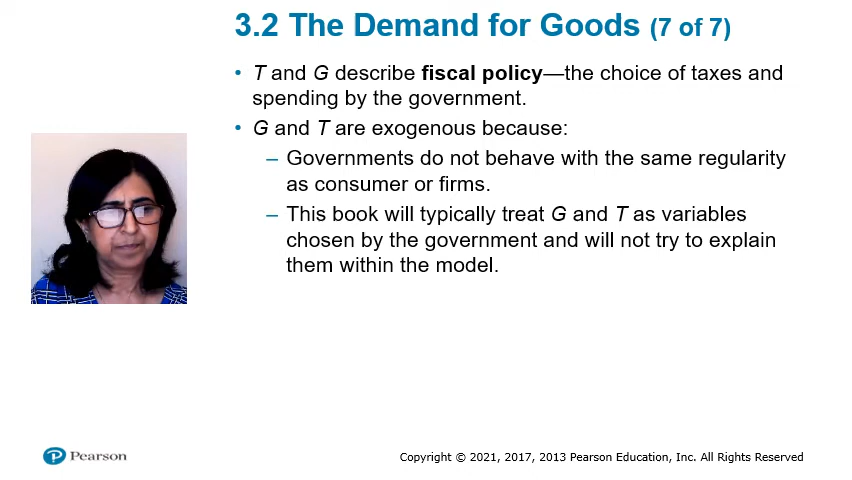 3.2 The Demand for Goods (7 of 7)
• T and G describe fiscal policy—the choice of taxes and
spending by the government.
• G and T are exogenous because:
– Governments do not behave with the same regularity
as consumer or firms.
– This book will typically treat G and T as variables
chosen by the government and will not try to explain
them within the model.
Pearson
Copyright © 2021, 2017, 2013 Pearson Education, Inc. All Rights Reserved